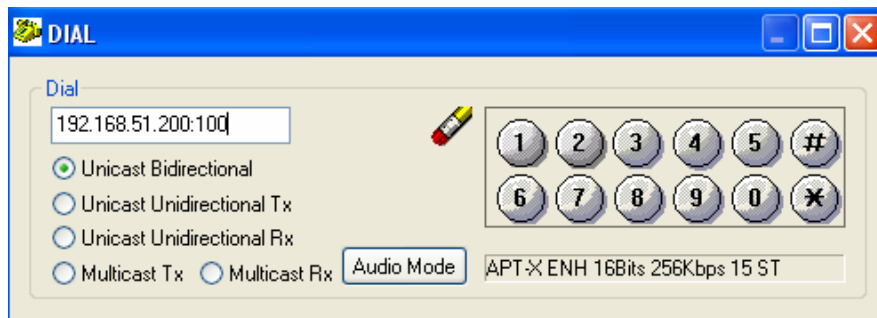 DIAL
Dial
192.168.51.200:100
1 2 3 4 5 #
Unicast Bidirectional
Unicast Unidirectional Tx
6 7 8 9 0 *
Unicast Unidirectional Rx
Multicast Tx Multicast Rx Audio Mode APT-X ENH 16Bits 256Kbps 15 ST